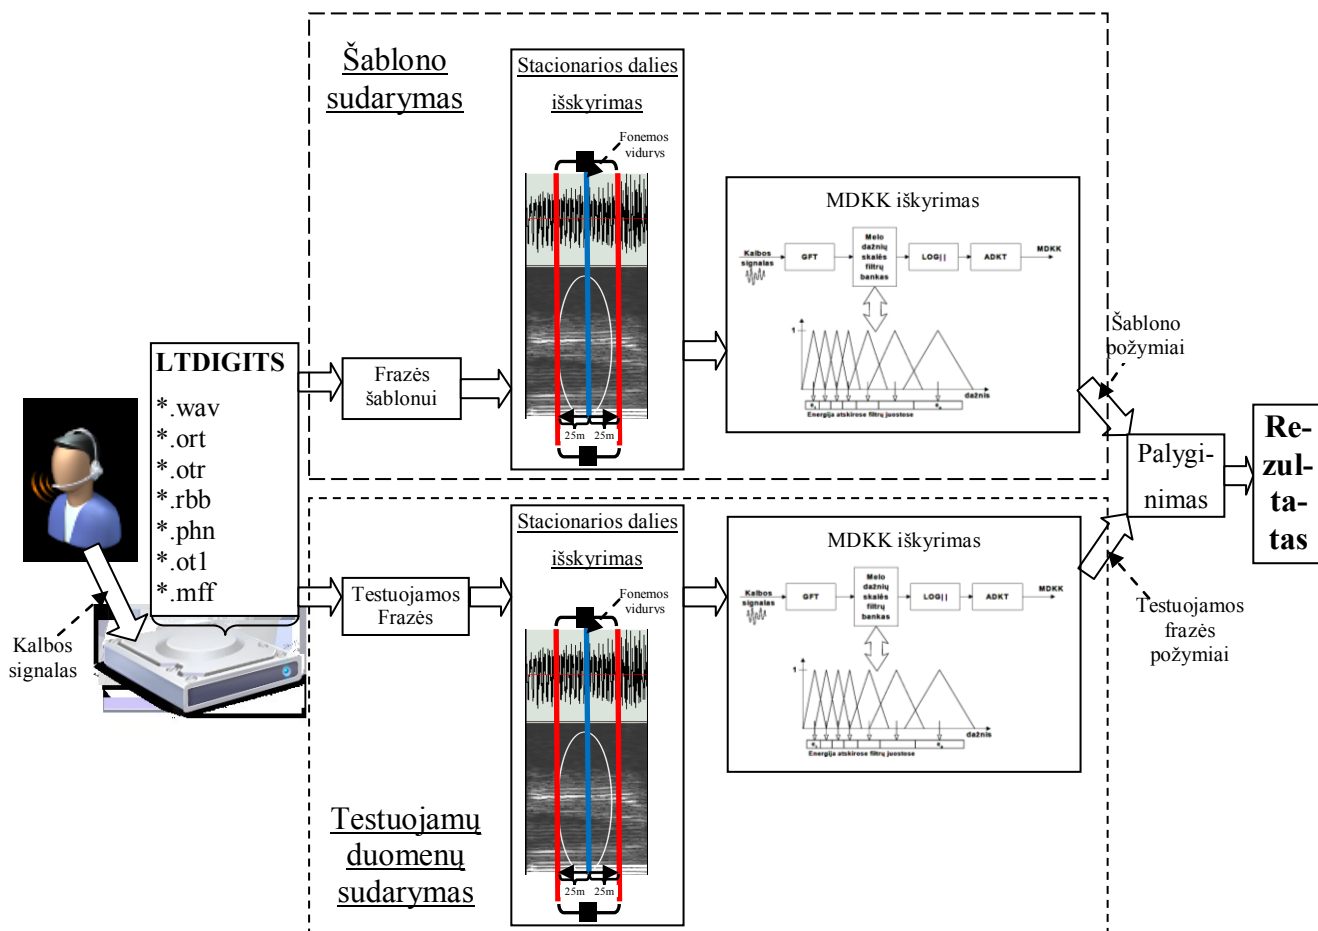 Šablono
sudarymas
Stacionarios dalies
išskyrimas
Fonemos
vidurys
25m 25m
MDKK iškyrimas
Kalbos
signalas
GFT
Melo
dažnių
skalės
filtrų
bankas
LOG| |
ADKT
MDKK
1
dažnis
Energija atskirose filtrų juostose
Šablono
požymiai
LTDIGITS
*.wav
*.ort
*.otr
*.rbb
*.phn
*.ot1
*.mff
Frazės
šablonui
Kalbos
signalas
Testuojamos
Frazės
Palygi-
nimas
Re-
zul-
ta-
tas
Stacionarios dalies
išskyrimas
Fonemos
vidurys
25m 25m
MDKK iškyrimas
Kalbos
signalas
GFT
Melo
dažnių
skalės
filtrų
bankas
LOG| |
ADKT
MDKK
1
dažnis
Energija atskirose filtrų juostose
Testuojamos
frazės
požymiai
Testuojamų
duomenų
sudarymas